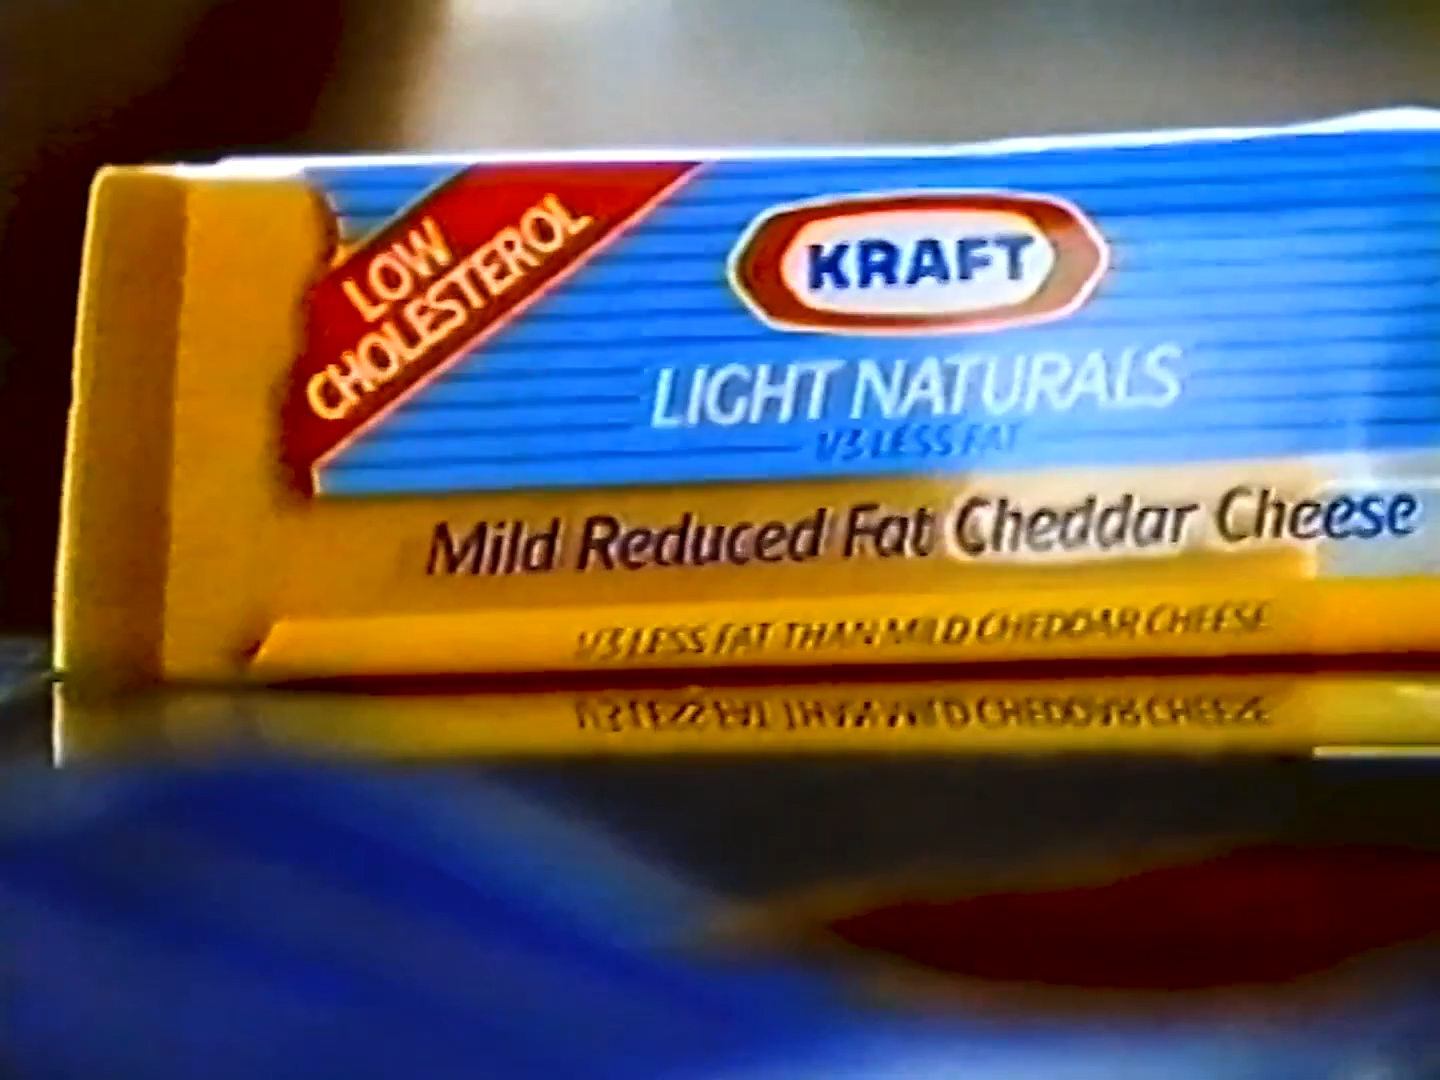 LOW
CHOLESTEROL
KRAFT
LIGHT NATURALS
1/3 LESS FAT
Mild Reduced Fat Cheddar Cheese
1/3 LESS FAT THAN MILD CHEDDAR CHEESE